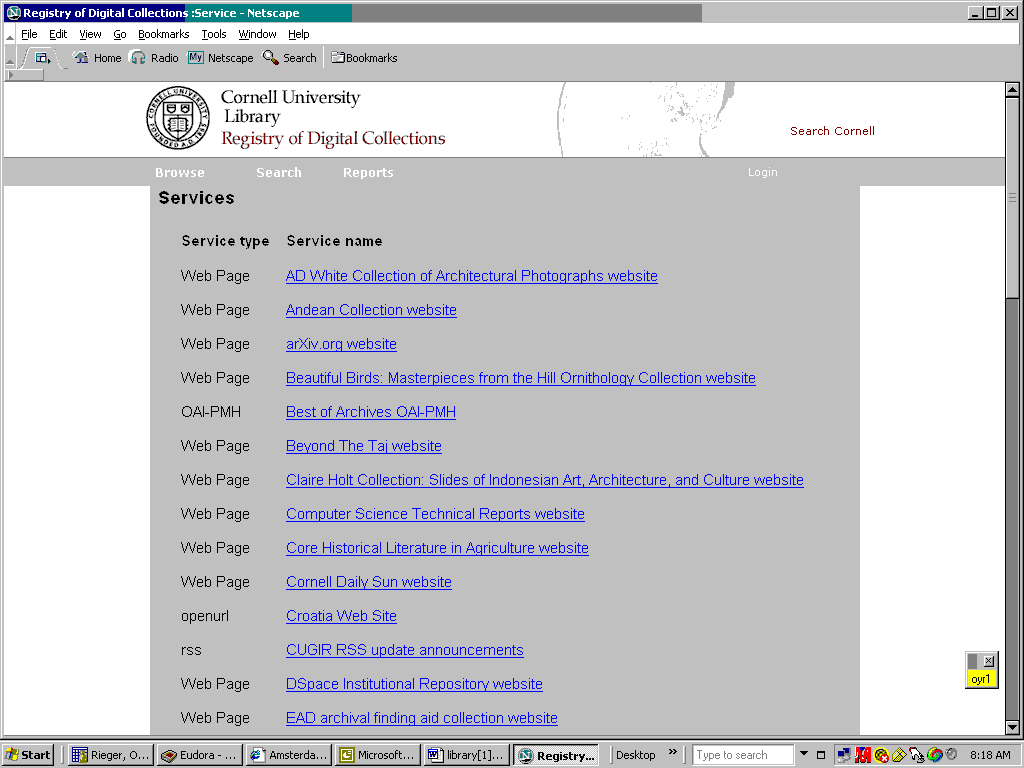 Registry of Digital Collections :Service - Netscape
File Edit View Go Bookmarks Tools Window Help
Home Radio My Netscape Search Bookmarks
Cornell University
Library
Registry of Digital Collections
Search Cornell
Browse Search Reports Login
Services
Service type Service name
Web Page AD White Collection of Architectural Photographs website
Web Page Andean Collection website
Web Page arXiv.org website
Web Page Beautiful Birds: Masterpieces from the Hill Ornithology Collection website
OAI-PMH Best of Archives OAI-PMH
Web Page Beyond The Taj website
Web Page Claire Holt Collection: Slides of Indonesian Art, Architecture, and Culture website
Web Page Computer Science Technical Reports website
Web Page Core Historical Literature in Agriculture website
Web Page Cornell Daily Sun website
openurl Croatia Web Site
rss CUGIR RSS update announcements
Web Page DSpace Institutional Repository website
Web Page EAD archival finding aid collection website
oyr1
Start Rieger, O... Eudora - ... Amsterda... Microsoft... library[1]... Registry... Desktop » Type to search 8:18 AM